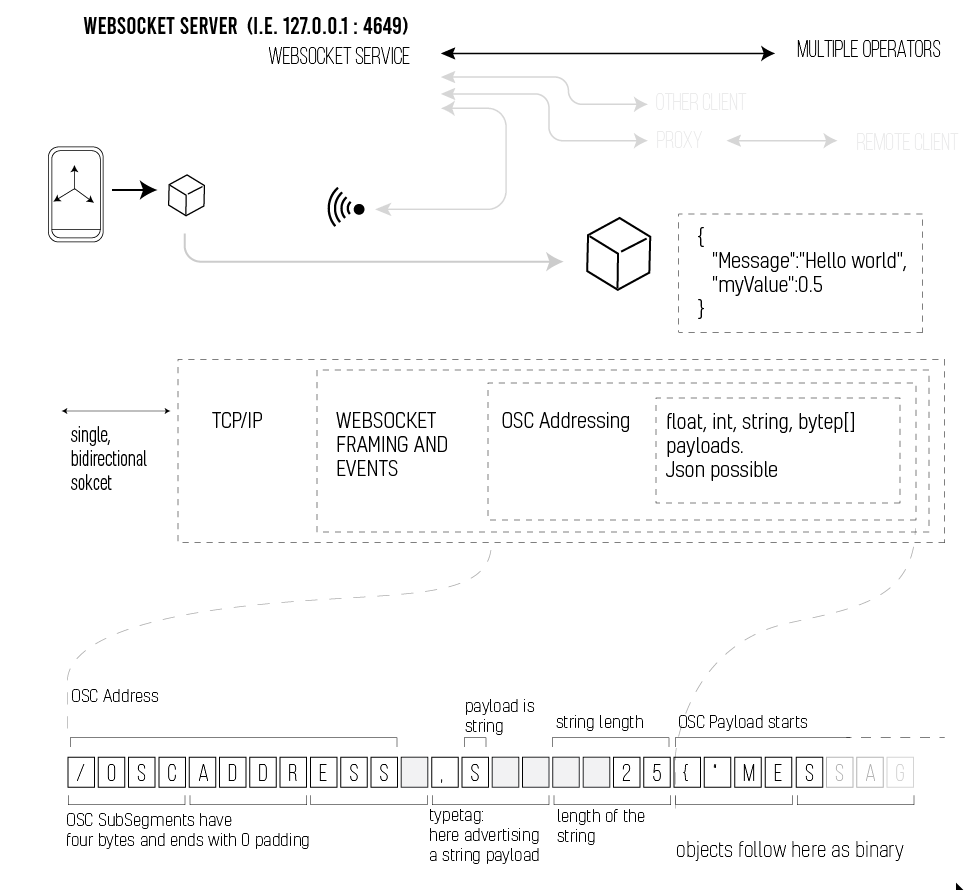 WEBSOCKET SERVER (I.E. 127.0.0.1 : 4649)
WEBSOCKET SERVICE
MULTIPLE OPERATORS
OTHER CLIENT
PROXY
REMOTE CLIENT
{
"Message":"Hello world",
"myValue":0.5
}
single,
bidirectional
sokcet
TCP/IP
WEBSOCKET
FRAMING AND
EVENTS
OSC Addressing
float, int, string, bytep[]
payloads.
Json possible
OSC Address
payload is
string
string length
OSC Payload starts
/ O S C A D D R E S S , S 2 5 { " M E S S A G
OSC SubSegments have
four bytes and ends with 0 padding
typetag:
here advertising
a string payload
length of the
string
objects follow here as binary